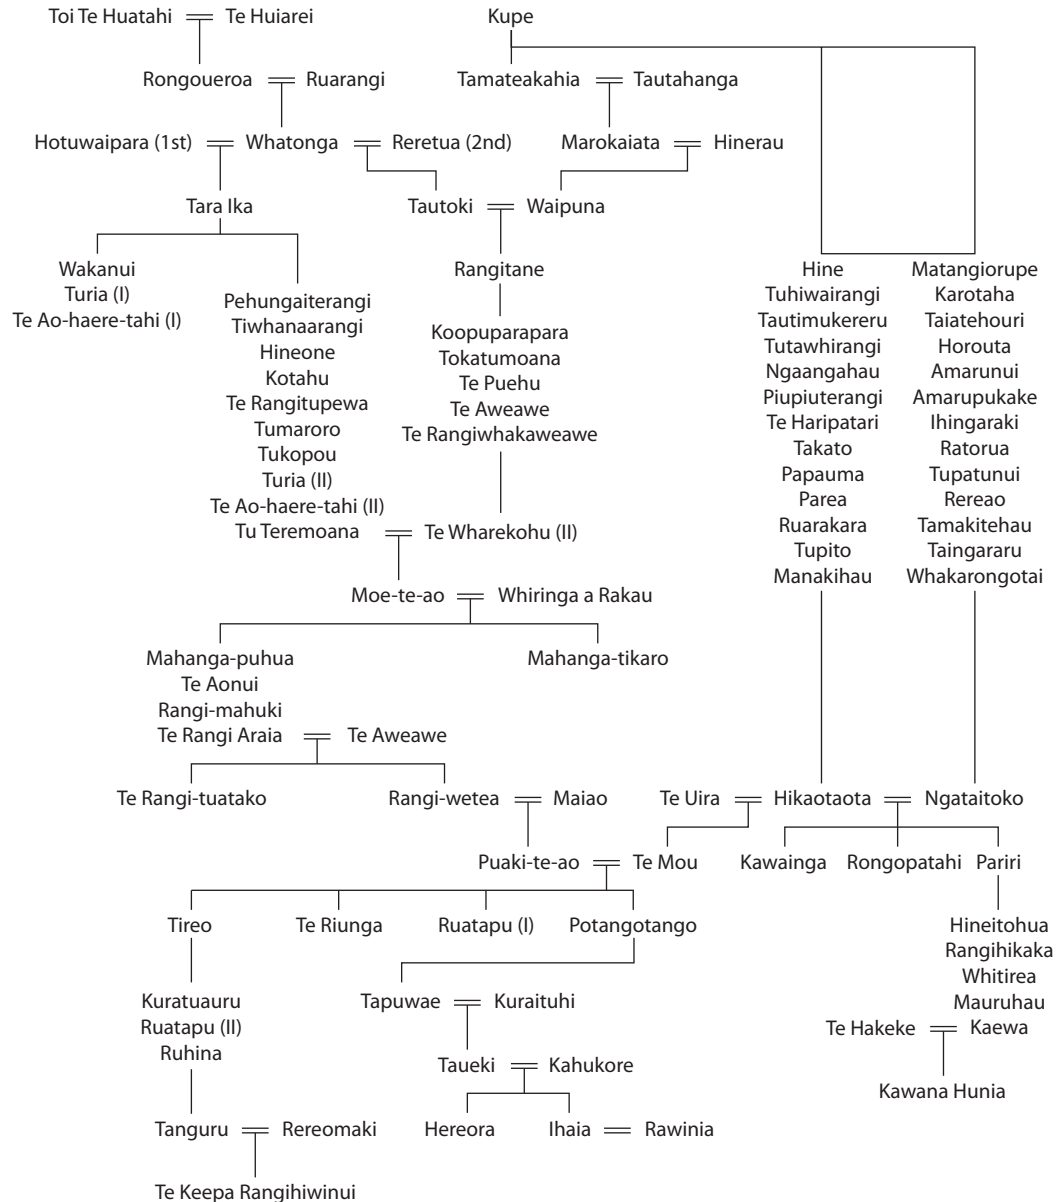 Toi Te Huatahi Te Huiarei Kupe
Rongoueroa Ruarangi Tamateakahia Tautahanga
Hotuwaipara (1st) Whatonga Reretua (2nd) Marokaiata Hinerau
Tara Ika Tautoki Waipuna
Wakanui
Turia (I)
Te Ao-haere-tahi (I)
Pehungaiterangi
Tiwhanaarangi
Hineone
Kotahu
Te Rangitupewa
Tumaroro
Tukopou
Turia (II)
Te Ao-haere-tahi (II)
Rangitane
Koopuparapara
Tokatumoana
Te Puehu
Te Aweawe
Te Rangiwhakaweawe
Tu Teremoana Te Wharekohu (II)
Hine
Tuhiwairangi
Tautimukereru
Tutawhirangi
Ngaangahau
Piupiuterangi
Te Haripatari
Takato
Papauma
Parea
Ruarakara
Tupito
Manakihau
Matangiorupe
Karotaha
Taiatehouri
Horouta
Amarunui
Amarupukake
Ihingaraki
Ratorua
Tupatunui
Rereao
Tamakitehau
Taingararu
Whakarongotai
Moe-te-ao Whiringa a Rakau
Mahanga-puhua Mahanga-tikaro
Te Aonui
Rangi-mahuki
Te Rangi Araia Te Aweawe
Te Rangi-tuatako Rangi-wetea Maiao Te Uira Hikaotaota Ngataitoko
Puaki-te-ao Te Mou Kawainga Rongopatahi Pariri
Tireo Te Riunga Ruatapu (I) Potangotango
Hineitohua
Rangihikaka
Whitirea
Mauruhau
Te Hakeke Kaewa
Kawana Hunia
Kuratuauru
Ruatapu (II)
Ruhina
Tapuwae Kuraituhi
Taueki Kahukore
Tanguru Rereomaki Hereora Ihaia Rawinia
Te Keepa Rangihiwinui